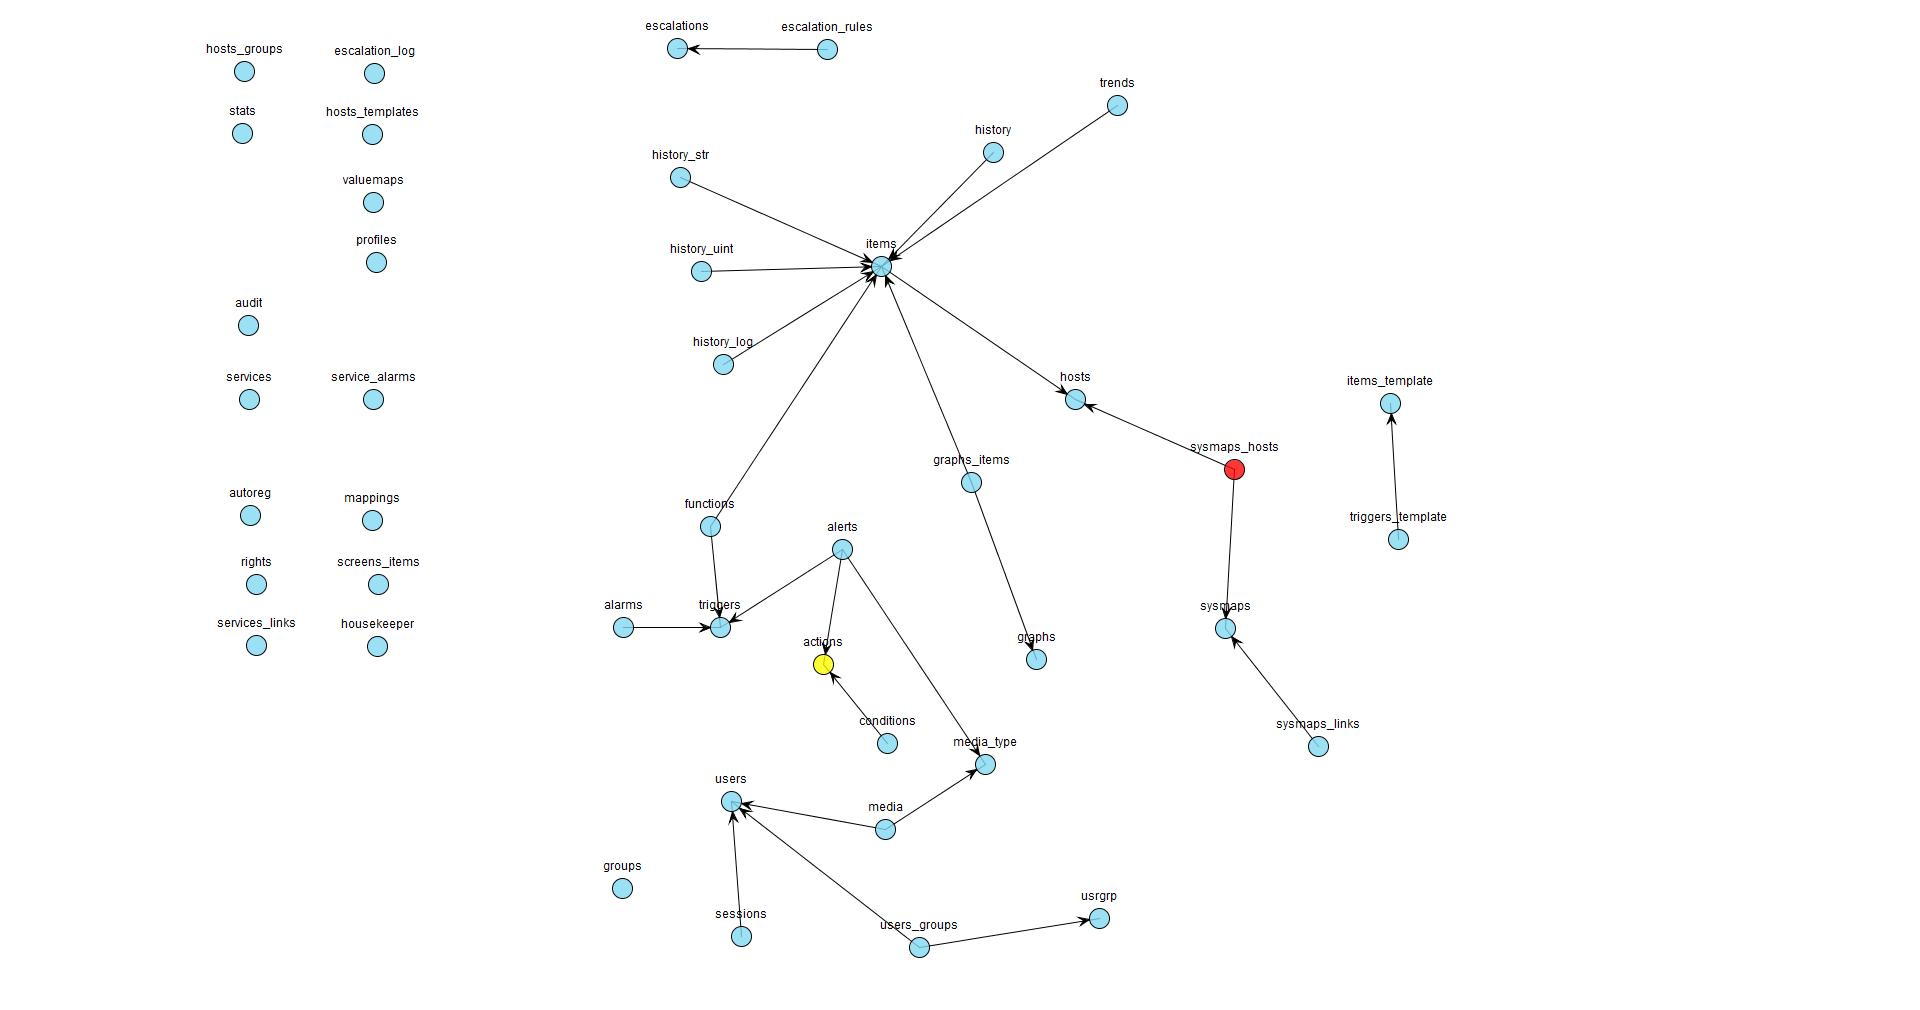 escalations
escalation_rules
hosts_groups
escalation_log
trends
stats
hosts_templates
history
history_str
valuemaps
profiles
items
history_uint
audit
history_log
services
service_alarms
hosts
items_template
sysmaps_hosts
graphs_items
autoreg
mappings
functions
triggers_template
alerts
rights
screens_items
alarms
triggers
sysmaps
services_links
housekeeper
actions
graphs
conditions
sysmaps_links
media_type
users
media
groups
usrgrp
sessions
users_groups